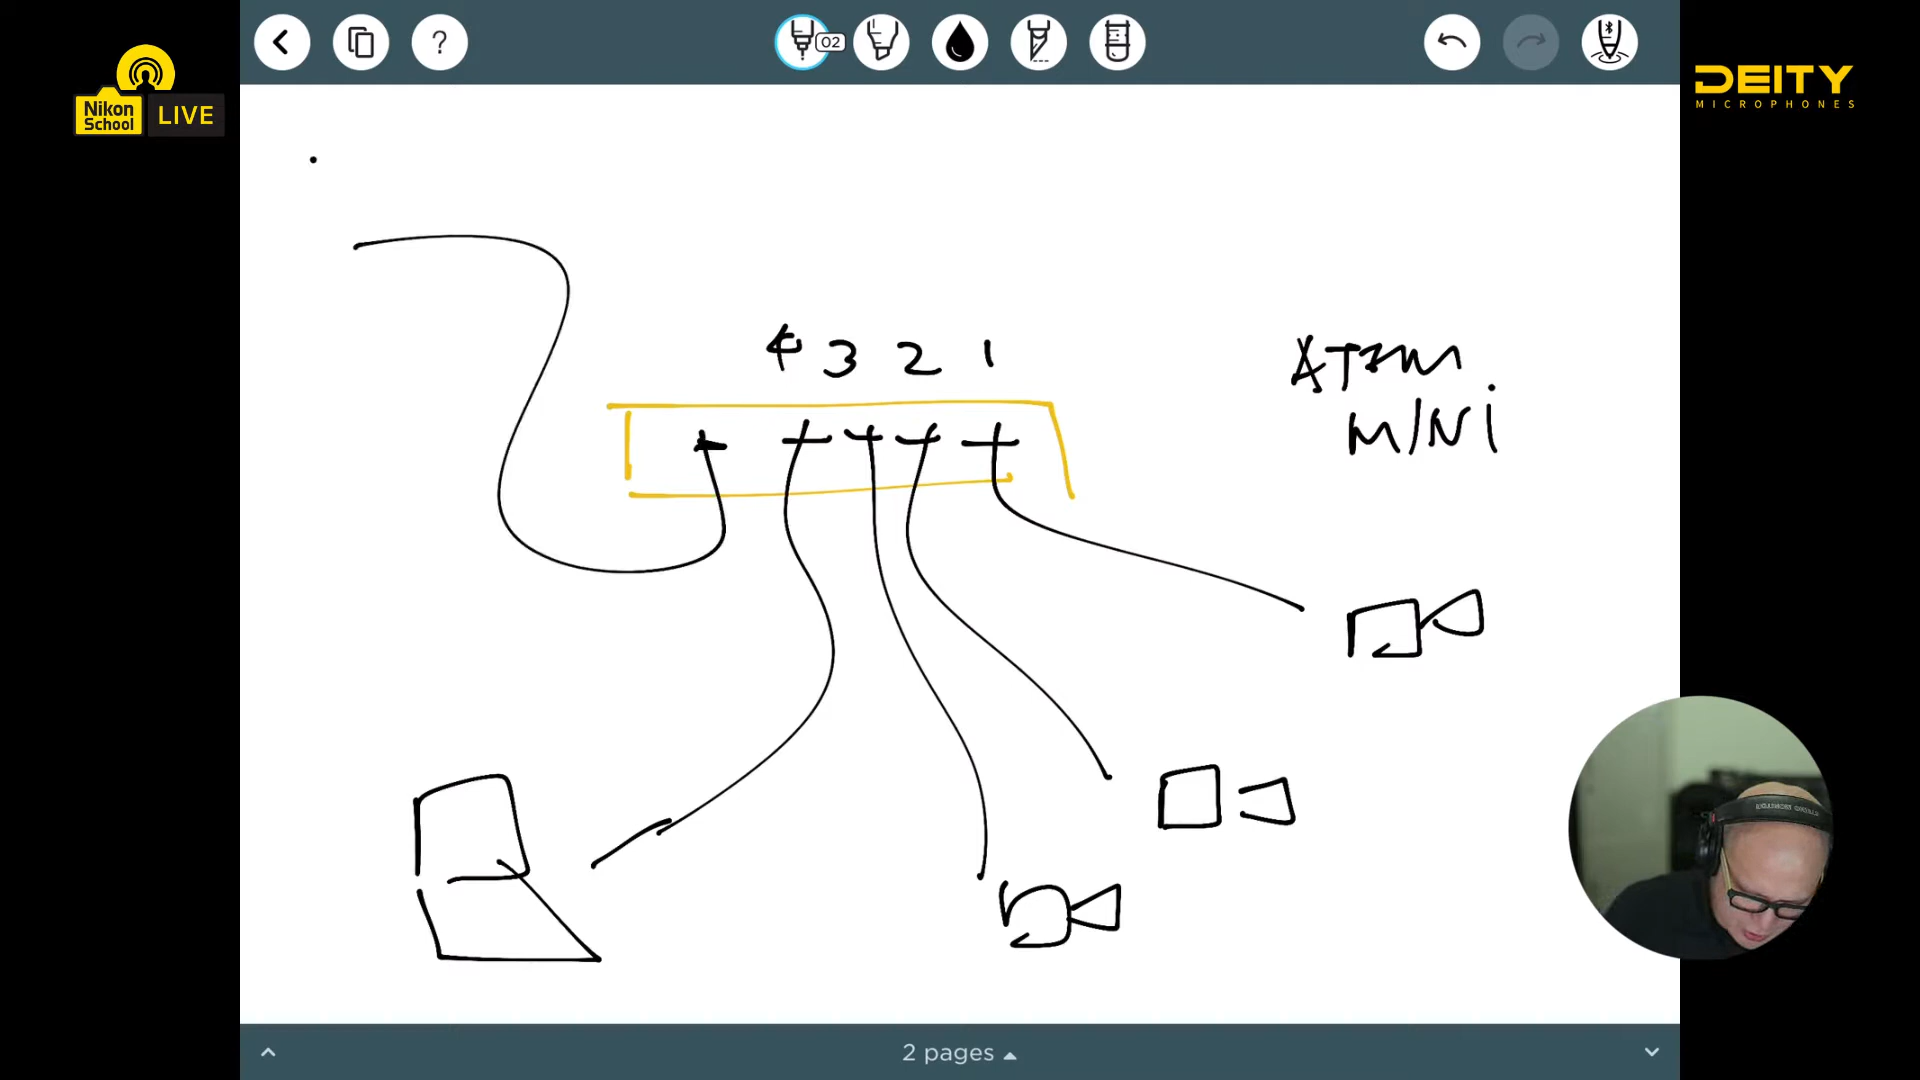 Nikon School LIVE
?
02
DEITY
MICROPHONES
4 3 2 1
ATEM
MiNi
2 pages